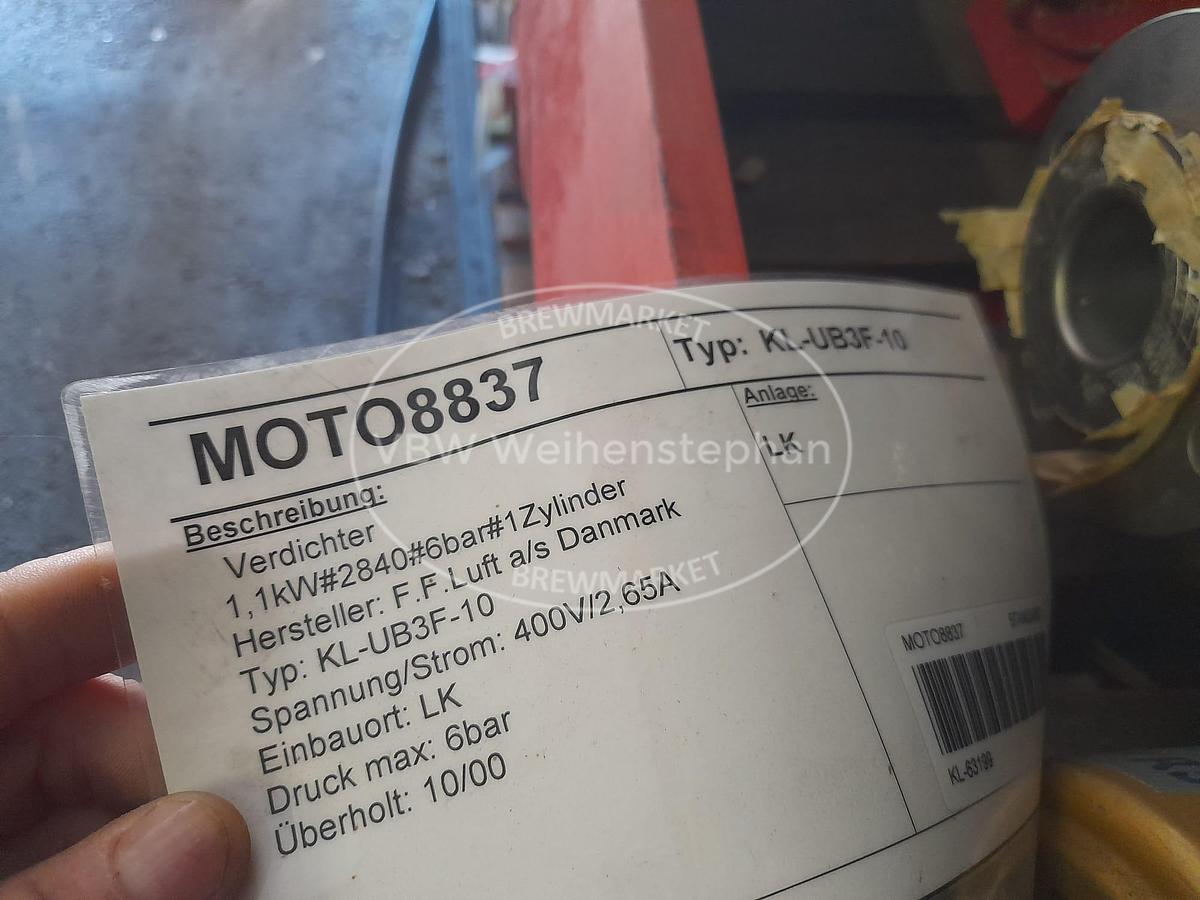 BREWMARKET
VBW Weihenstephan
BREWMARKET
MOTO8837
Typ: KL-UB3F-10
Beschreibung:
Verdichter
1,1kW#2840#6bar#1Zylinder
Hersteller: F.F.Luft a/s Danmark
Typ: KL-UB3F-10
Spannung/Strom: 400V/2,65A
Einbauort: LK
Druck max: 6bar
Überholt: 10/00
Anlage:
LK
MOTO8837
KL-63199